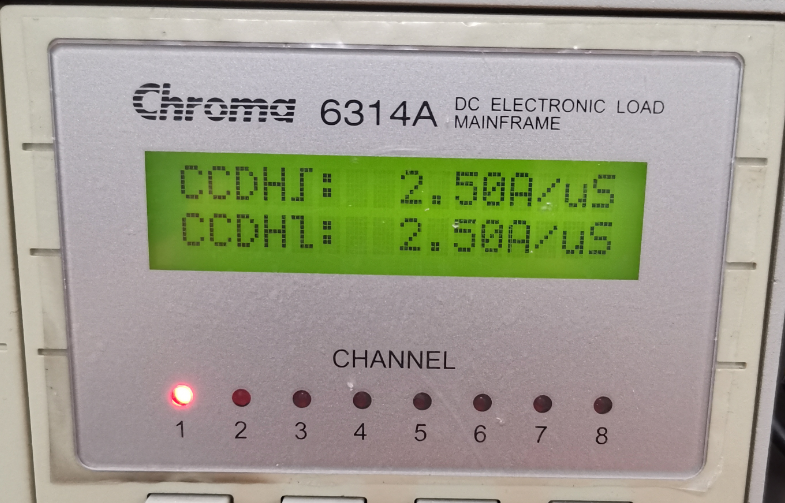 Chroma 6314A DC ELECTRONIC LOAD MAINFRAME
CCDH⎍: 2.50A/uS
CCDHƖ: 2.50A/uS
CHANNEL
1 2 3 4 5 6 7 8